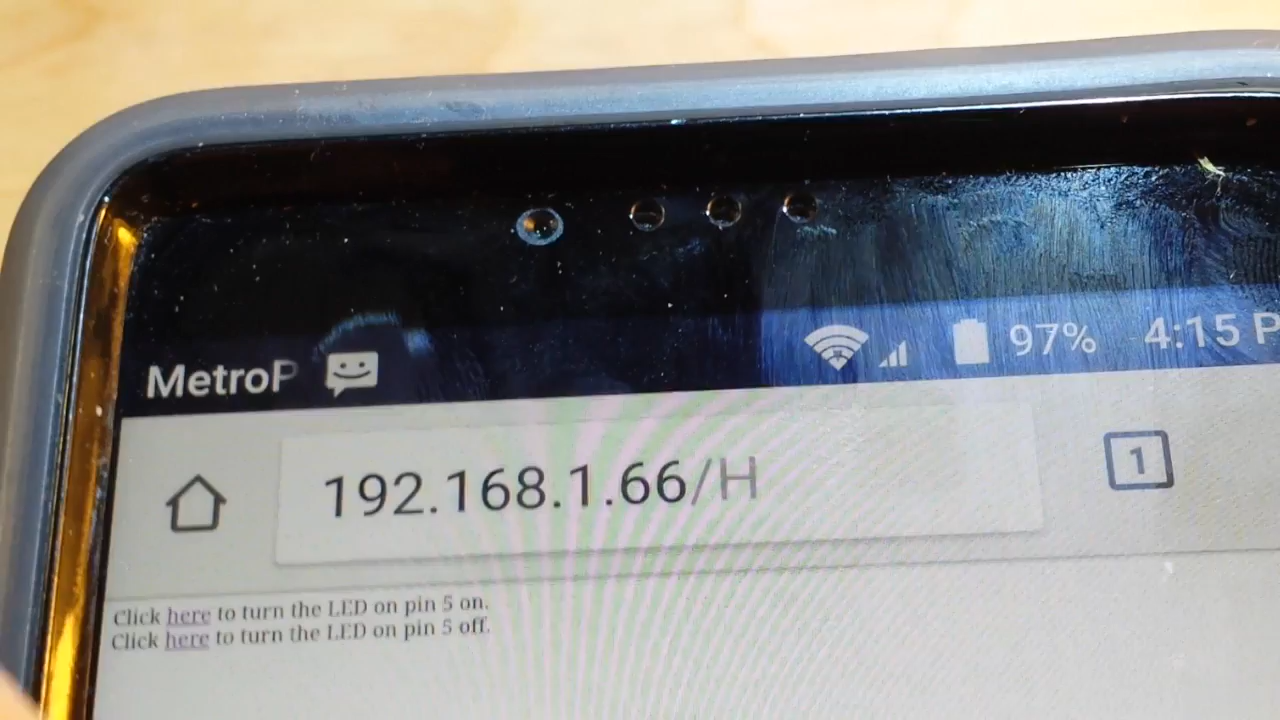 MetroP 97% 4:15 P
192.168.1.66/H 1
Click here to turn the LED on pin 5 on.
Click here to turn the LED on pin 5 off.